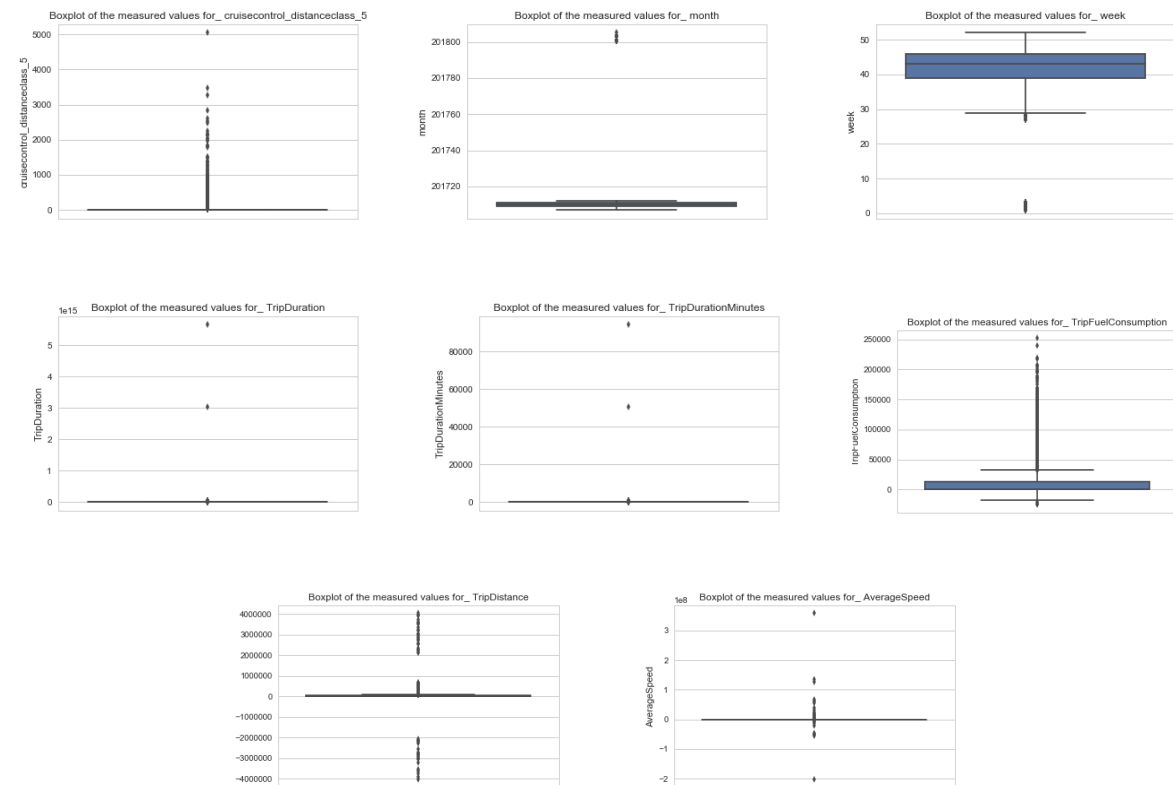 Boxplot of the measured values for_ cruisecontrol_distanceclass_5
cruisecontrol_distanceclass_5
5000
4000
3000
2000
1000
0
Boxplot of the measured values for_ month
month
201800
201780
201760
201740
201720
Boxplot of the measured values for_ week
week
50
40
30
20
10
0
1e15
Boxplot of the measured values for_ TripDuration
TripDuration
5
4
3
2
1
0
Boxplot of the measured values for_ TripDurationMinutes
TripDurationMinutes
80000
60000
40000
20000
0
Boxplot of the measured values for_ TripFuelConsumption
TripFuelConsumption
250000
200000
150000
100000
50000
0
Boxplot of the measured values for_ TripDistance
4000000
3000000
2000000
1000000
0
−1000000
−2000000
−3000000
−4000000
1e8
Boxplot of the measured values for_ AverageSpeed
AverageSpeed
3
2
1
0
−1
−2